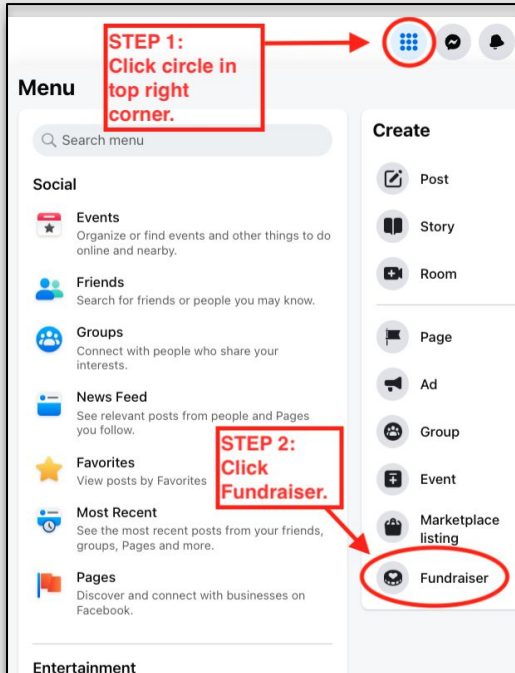 STEP 1:
Click circle in
top right
corner.
Menu
Search menu
Social
Events
Organize or find events and other things to do
online and nearby.
Friends
Search for friends or people you may know.
Groups
Connect with people who share your
interests.
News Feed
See relevant posts from people and Pages
you follow.
Favorites
View posts by Favorites
Most Recent
See the most recent posts from your friends,
groups, Pages and more.
Pages
Discover and connect with businesses on
Facebook.
Entertainment
STEP 2:
Click
Fundraiser.
Create
Post
Story
Room
Page
Ad
Group
Event
Marketplace
listing
Fundraiser